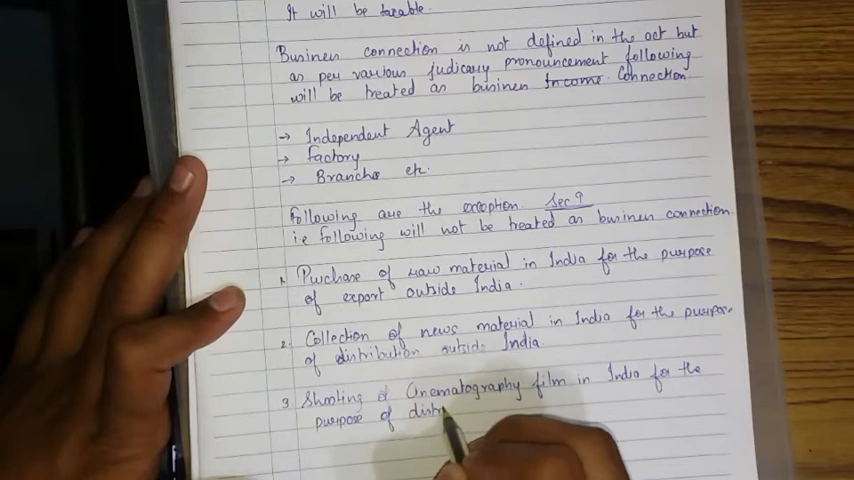 It will be taxable.
Business connection is not defined in the act but
as per various judicary pronouncement following
will be treated as business Income Connection
→ Independent Agent
→ Factory
→ Branches etc.
Following are the exception. Sec 9
i.e following will not be treated as business connection.
1. Purchase of raw material in India for the purpose
of export outside India.
2. Collection of news material in India for the purpose
of distribution outside India
3. Shooting of Cinematography film in India for the
purpose of distr